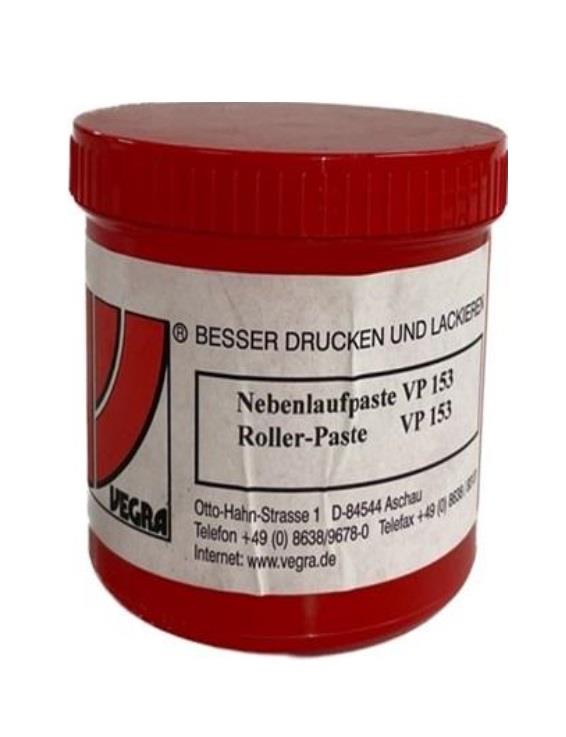 ® BESSER DRUCKEN UND LACKIEREN
Nebenlaufpaste VP 153
Roller-Paste VP 153
VEGRA
Otto-Hahn-Strasse 1 D-84544 Aschau
Telefon +49 (0) 8638/9678-0 Telefax +49 (0) 8638/
Internet: www.vegra.de